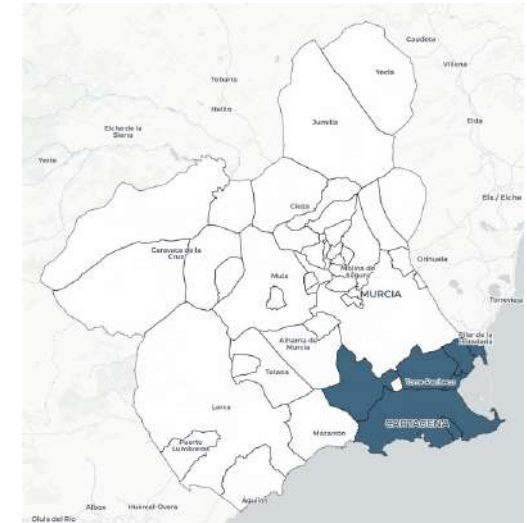 Caudete
Yecla
Villena
Tobarra
Hellín
Jumilla
Elche de la
Sierra
Elda
Yeste
Elx / Elche
Cieza
Caravaca de la
Cruz
Mula
Molina de
Segura
Orihuela
MURCIA
Torrevieja
Pilar de la
Horadada
Alhama de
Murcia
Totana
Torre-Pacheco
Lorca
CARTAGENA
Mazarrón
Puerto
Lumbreras
Águilas
Albox
Huércal-Overa
Olula del Río